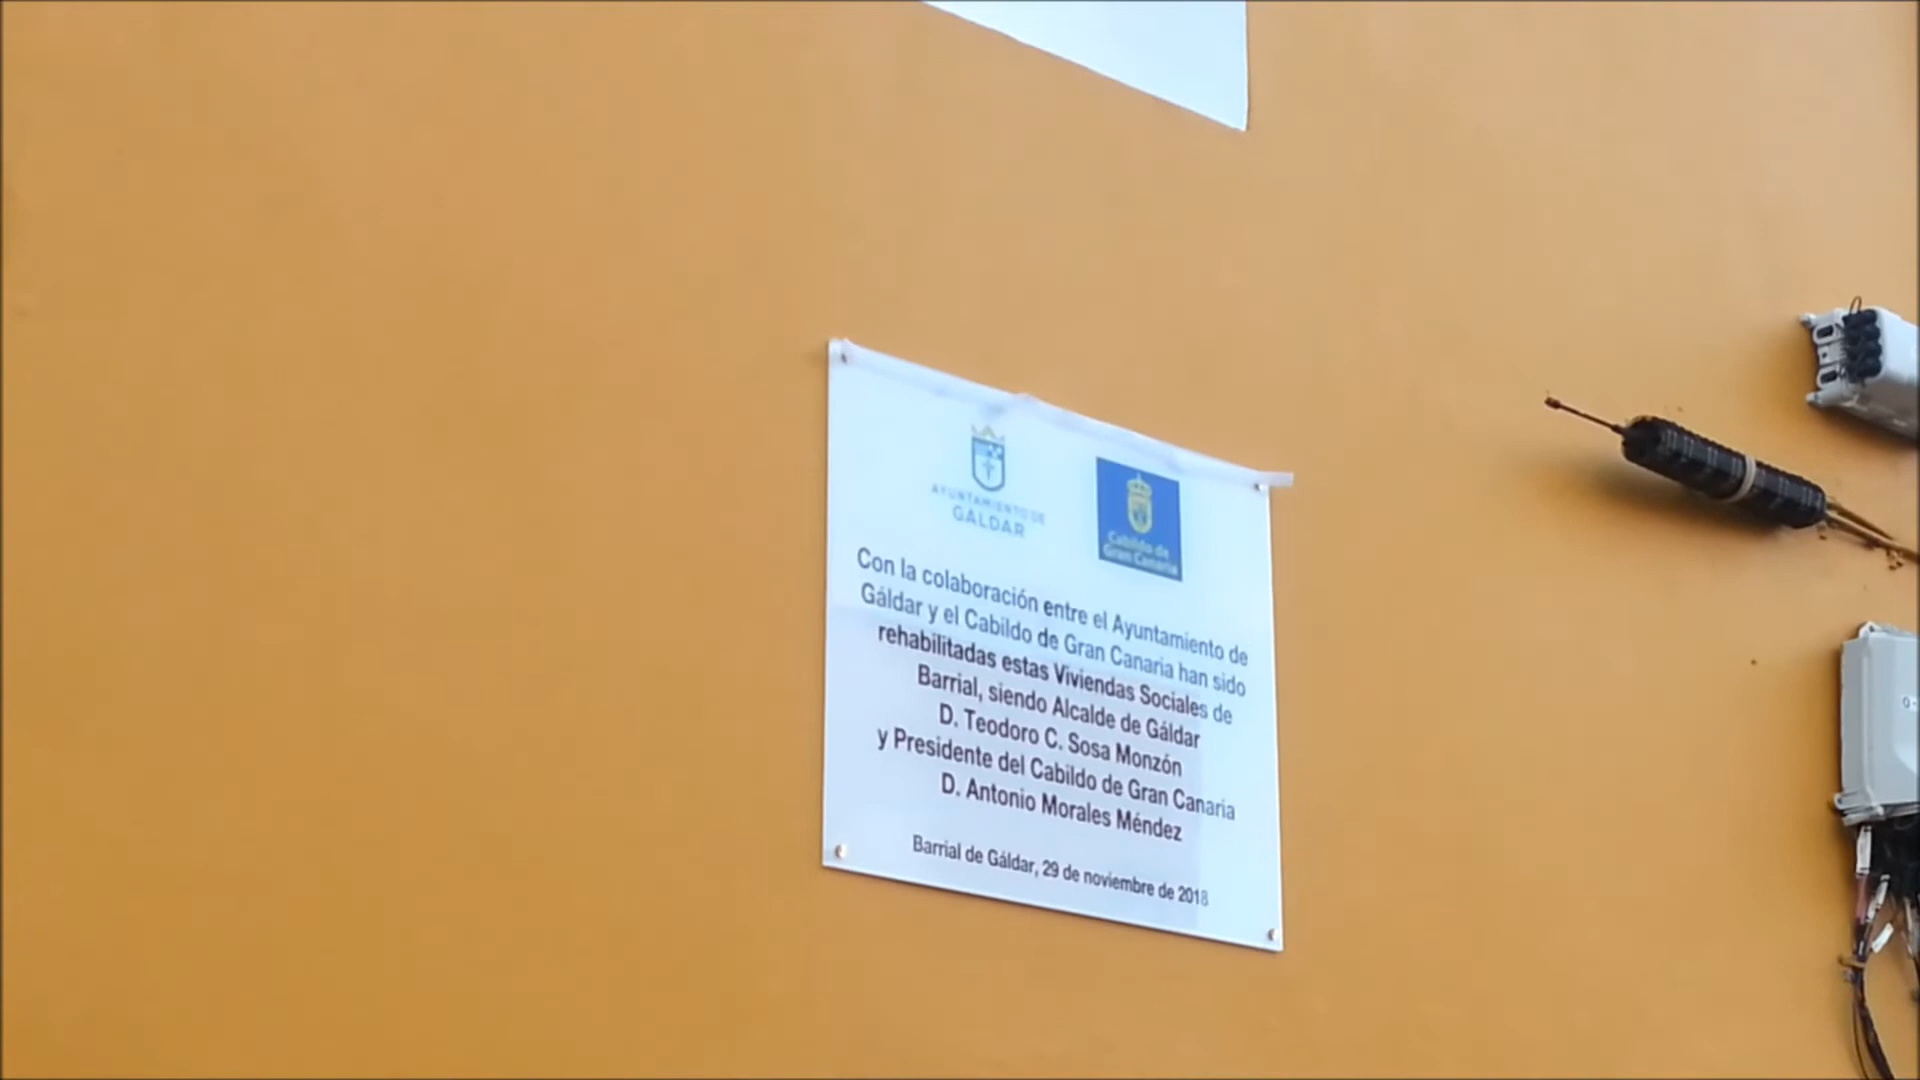 AYUNTAMIENTO DE
GÁLDAR
Cabildo de
Gran Canaria
Con la colaboración entre el Ayuntamiento de
Gáldar y el Cabildo de Gran Canaria han sido
rehabilitadas estas Viviendas Sociales de
Barrial, siendo Alcalde de Gáldar
D. Teodoro C. Sosa Monzón
y Presidente del Cabildo de Gran Canaria
D. Antonio Morales Méndez
Barrial de Gáldar, 29 de noviembre de 2018